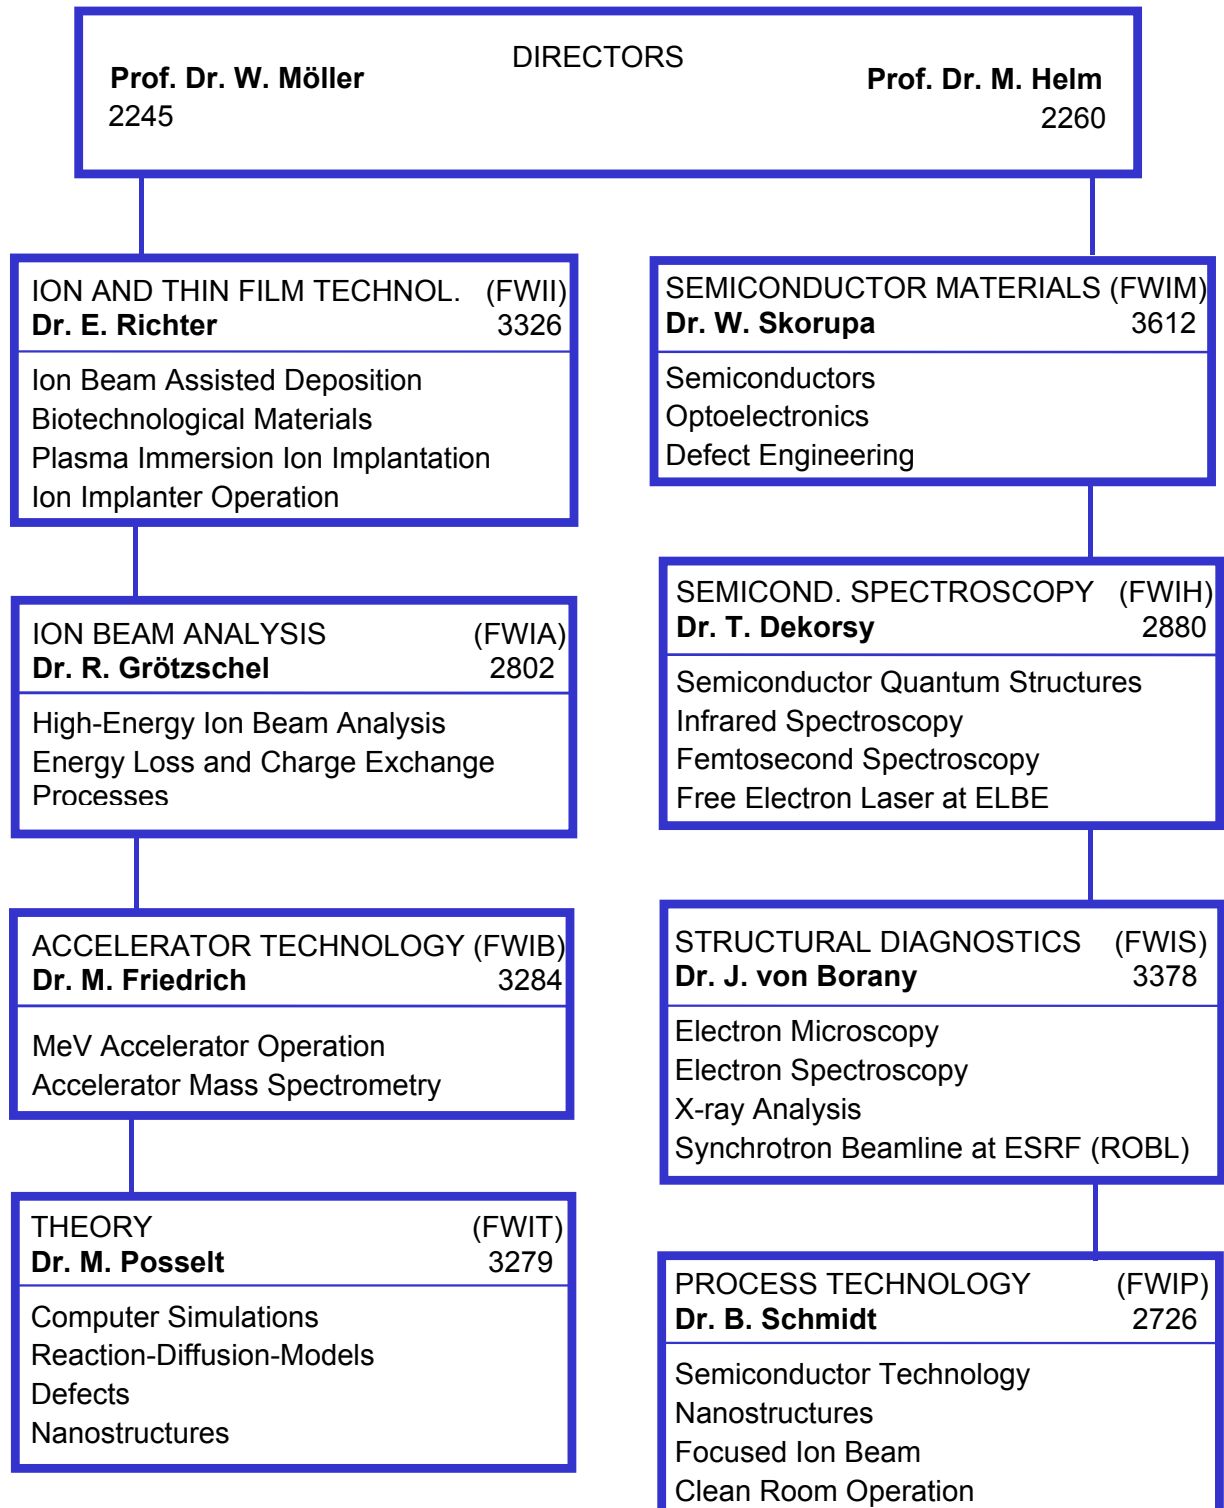 DIRECTORS
Prof. Dr. W. Möller
2245
Prof. Dr. M. Helm
2260
ION AND THIN FILM TECHNOL. (FWII)
Dr. E. Richter 3326
Ion Beam Assisted Deposition
Biotechnological Materials
Plasma Immersion Ion Implantation
Ion Implanter Operation
ION BEAM ANALYSIS (FWIA)
Dr. R. Grötzschel 2802
High-Energy Ion Beam Analysis
Energy Loss and Charge Exchange
Processes
ACCELERATOR TECHNOLOGY (FWIB)
Dr. M. Friedrich 3284
MeV Accelerator Operation
Accelerator Mass Spectrometry
THEORY (FWIT)
Dr. M. Posselt 3279
Computer Simulations
Reaction-Diffusion-Models
Defects
Nanostructures
SEMICONDUCTOR MATERIALS (FWIM)
Dr. W. Skorupa 3612
Semiconductors
Optoelectronics
Defect Engineering
SEMICOND. SPECTROSCOPY (FWIH)
Dr. T. Dekorsy 2880
Semiconductor Quantum Structures
Infrared Spectroscopy
Femtosecond Spectroscopy
Free Electron Laser at ELBE
STRUCTURAL DIAGNOSTICS (FWIS)
Dr. J. von Borany 3378
Electron Microscopy
Electron Spectroscopy
X-ray Analysis
Synchrotron Beamline at ESRF (ROBL)
PROCESS TECHNOLOGY (FWIP)
Dr. B. Schmidt 2726
Semiconductor Technology
Nanostructures
Focused Ion Beam
Clean Room Operation